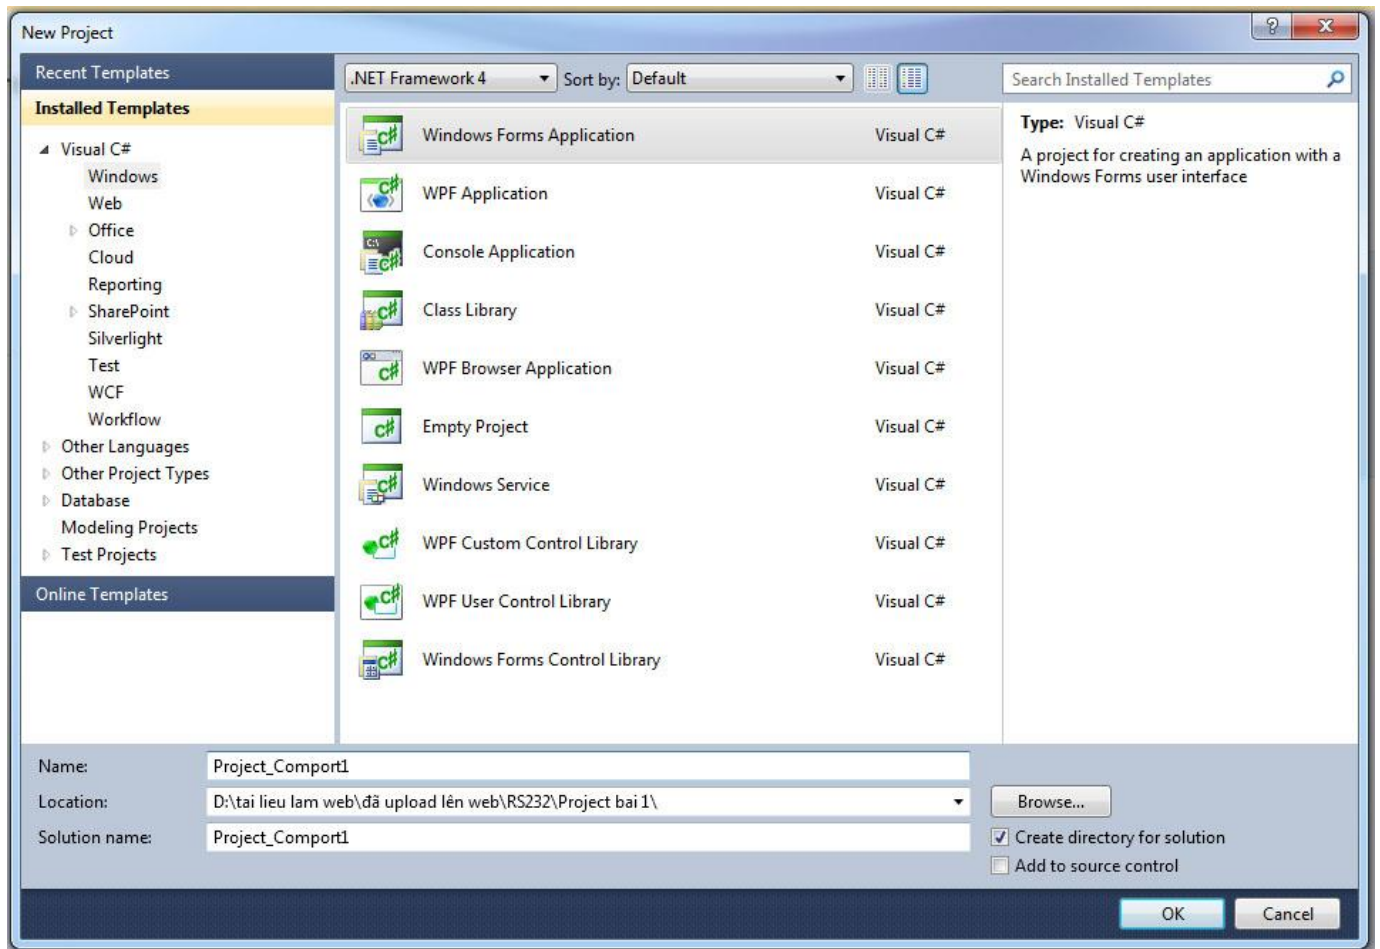 New Project
Recent Templates
Installed Templates
Visual C#
Windows
Web
Office
Cloud
Reporting
SharePoint
Silverlight
Test
WCF
Workflow
Other Languages
Other Project Types
Database
Modeling Projects
Test Projects
Online Templates
.NET Framework 4 Sort by: Default
Windows Forms Application Visual C#
WPF Application Visual C#
Console Application Visual C#
Class Library Visual C#
WPF Browser Application Visual C#
Empty Project Visual C#
Windows Service Visual C#
WPF Custom Control Library Visual C#
WPF User Control Library Visual C#
Windows Forms Control Library Visual C#
Search Installed Templates
Type: Visual C#
A project for creating an application with a
Windows Forms user interface
Name: Project_Comport1
Location: D:\tai lieu lam web\đã upload lên web\RS232\Project bai 1\ Browse...
Solution name: Project_Comport1 Create directory for solution
Add to source control
OK Cancel